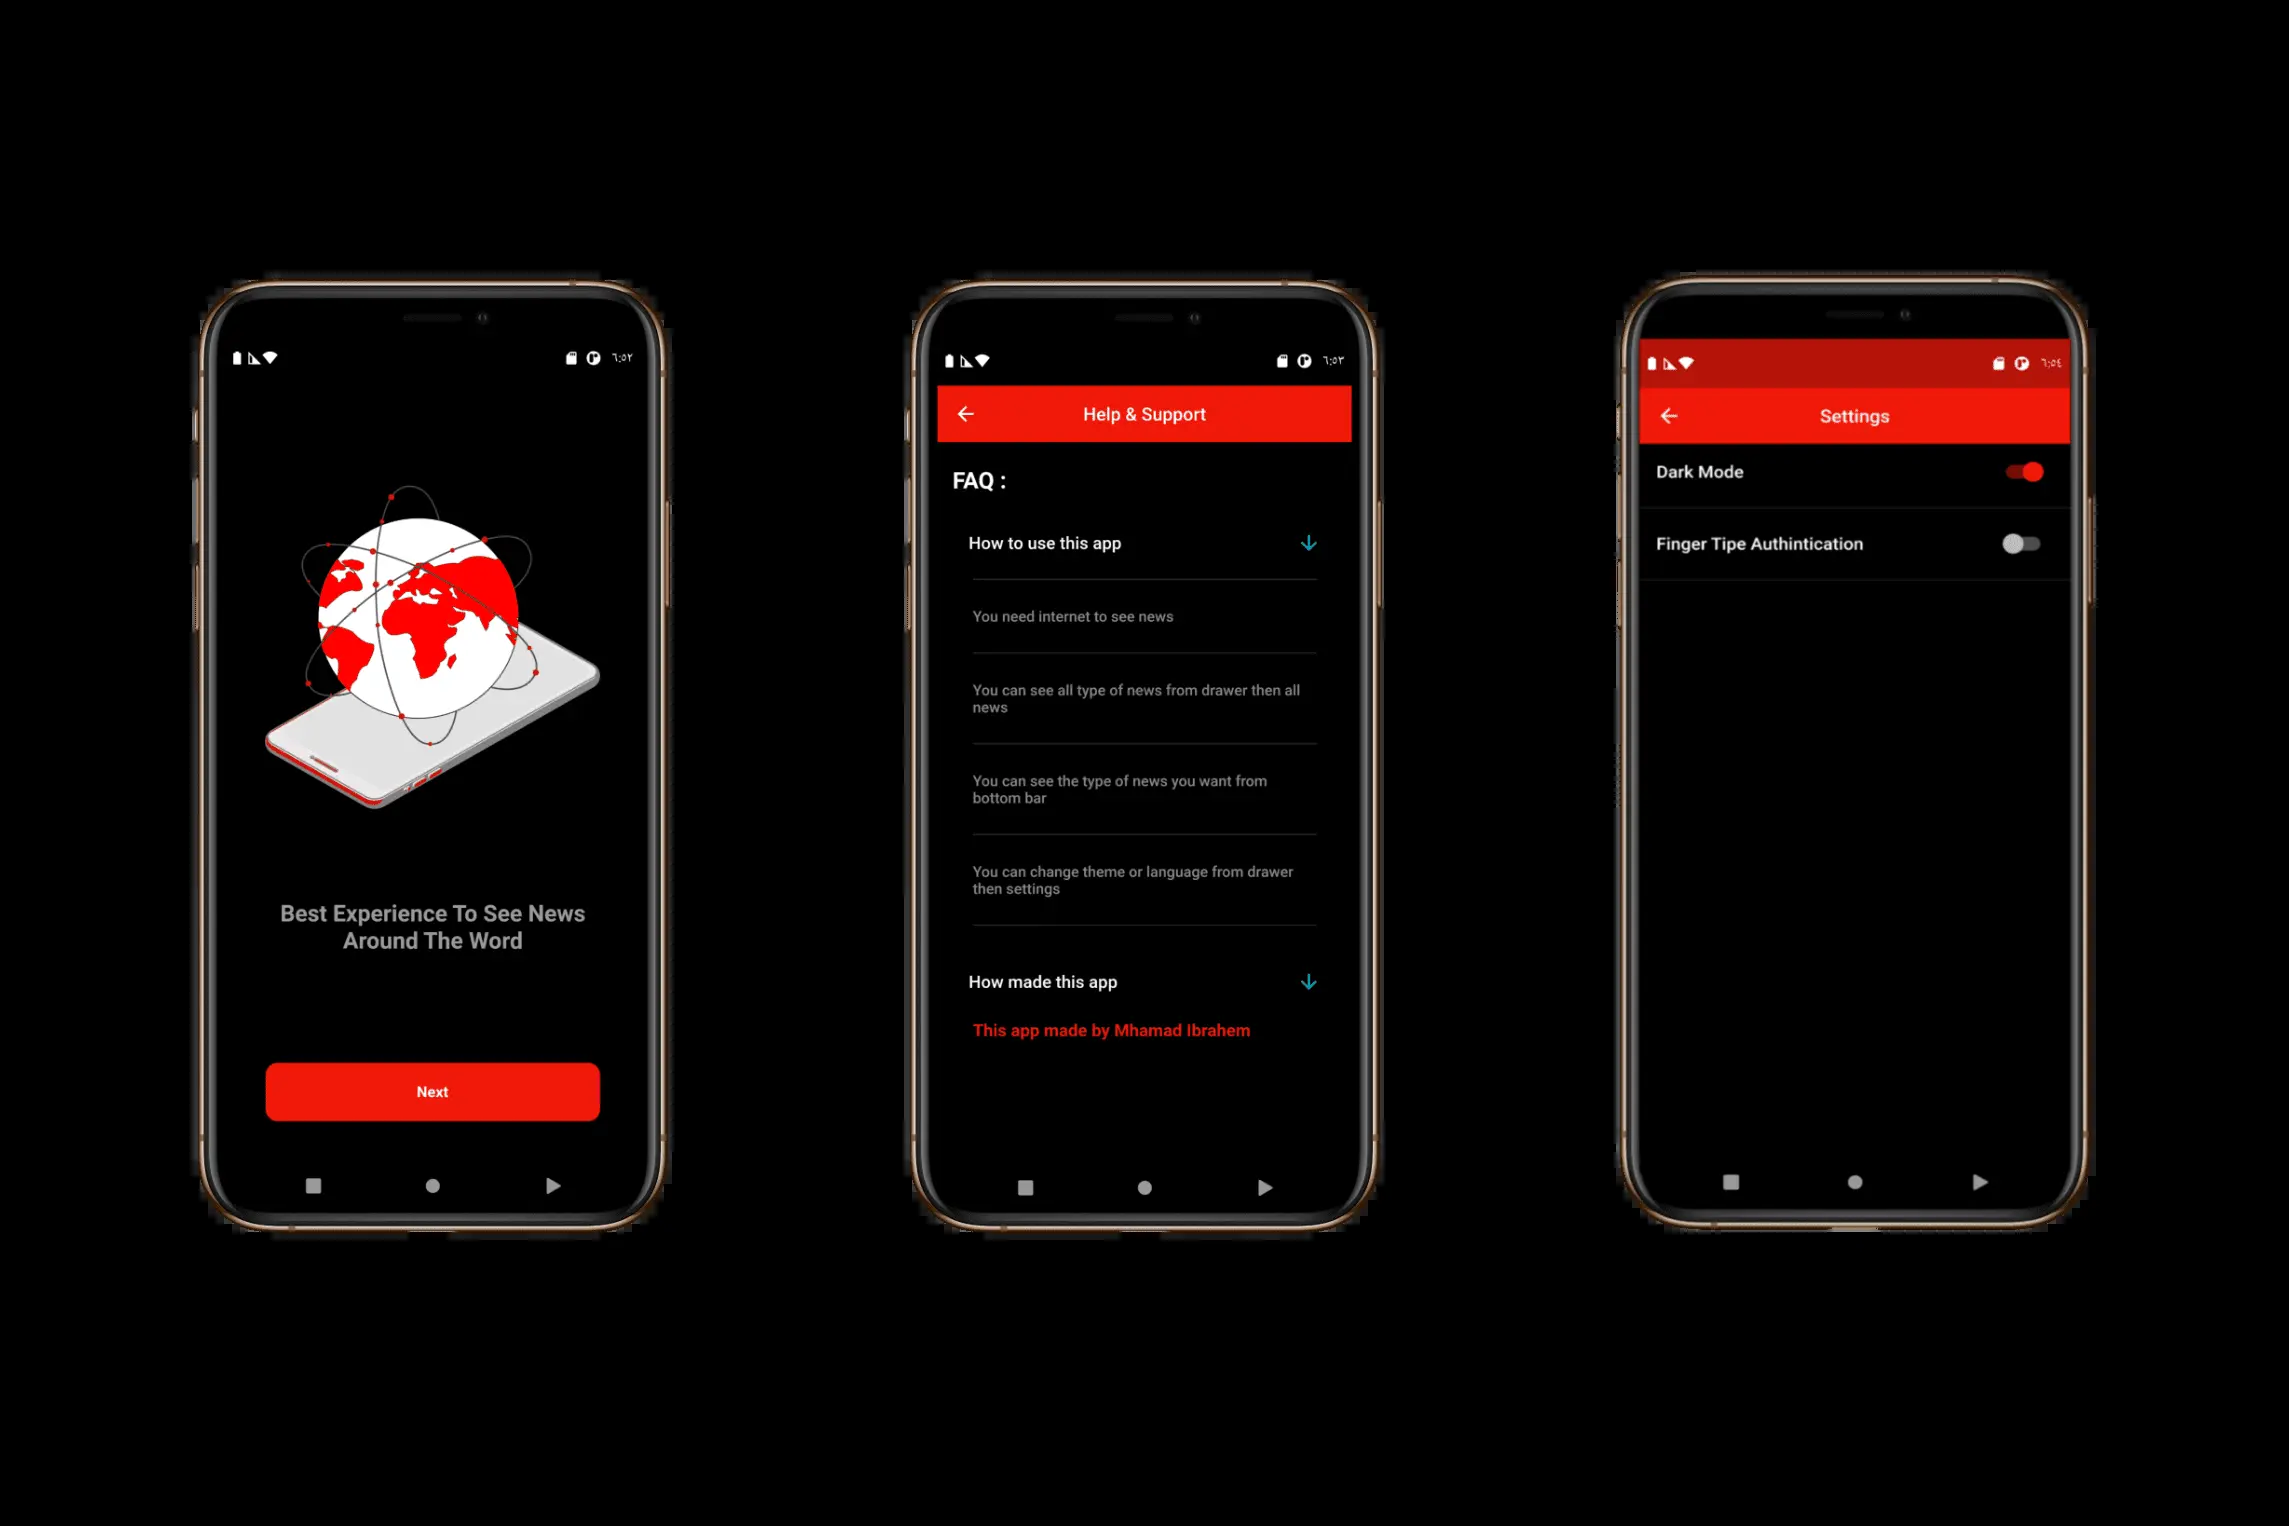 ٦:٥٢
Best Experience To See News
Around The Word
Next
٦:٥٣
Help & Support
FAQ :
How to use this app
You need internet to see news
You can see all type of news from drawer then all
news
You can see the type of news you want from
bottom bar
You can change theme or language from drawer
then settings
How made this app
This app made by Mhamad Ibrahem
٦:٥٤
Settings
Dark Mode
Finger Tipe Authintication